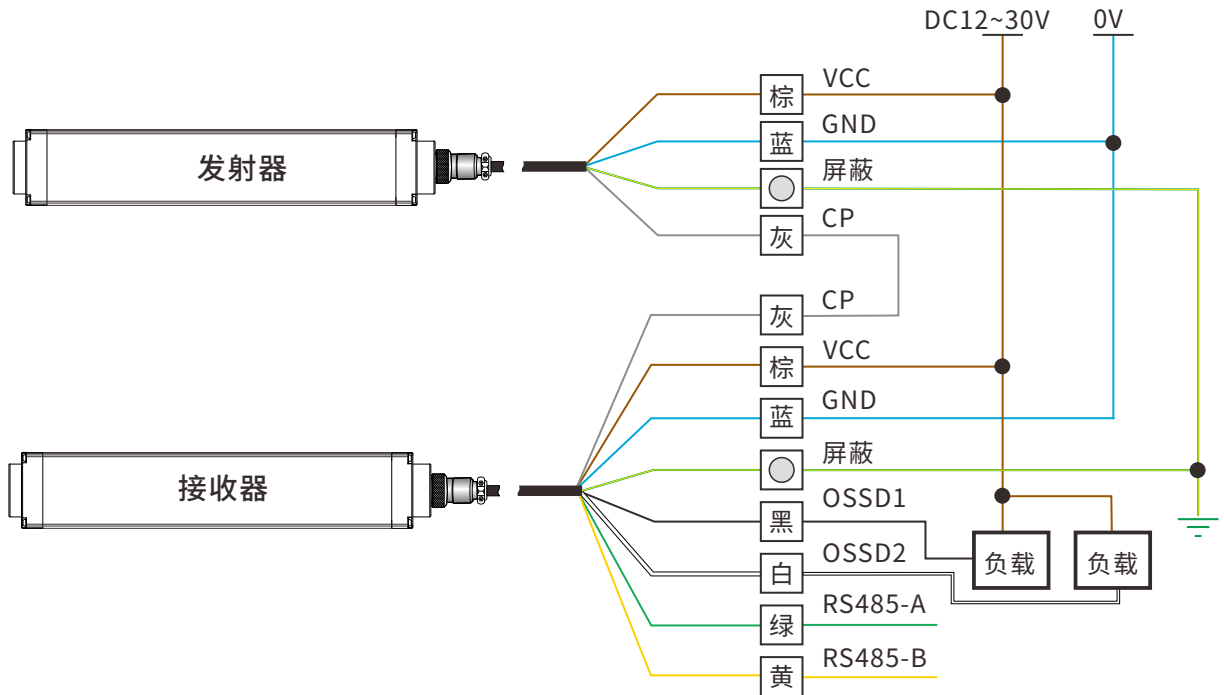 DC12~30V
0V
发射器
棕
VCC
蓝
GND
屏蔽
灰
CP
灰
CP
棕
VCC
蓝
GND
屏蔽
接收器
黑
OSSD1
白
OSSD2
负载
负载
绿
RS485-A
黄
RS485-B